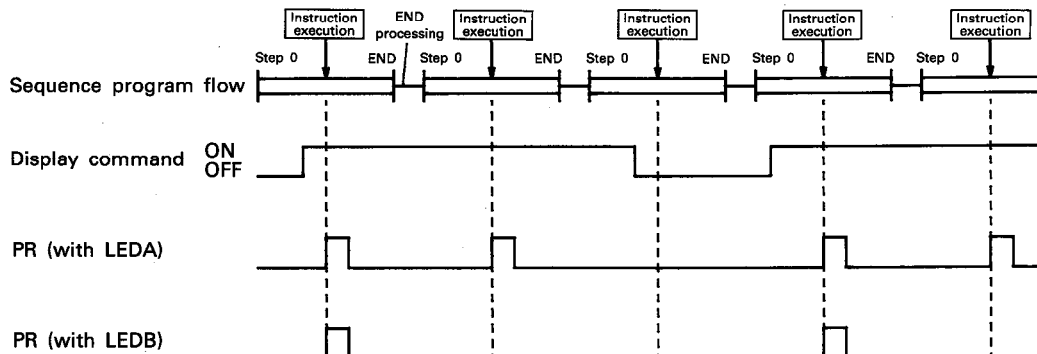 Instruction execution
END processing
Instruction execution
Instruction execution
Instruction execution
Instruction execution
Step 0 END Step 0 END Step 0 END Step 0 END Step 0
Sequence program flow
Display command ON OFF
PR (with LEDA)
PR (with LEDB)